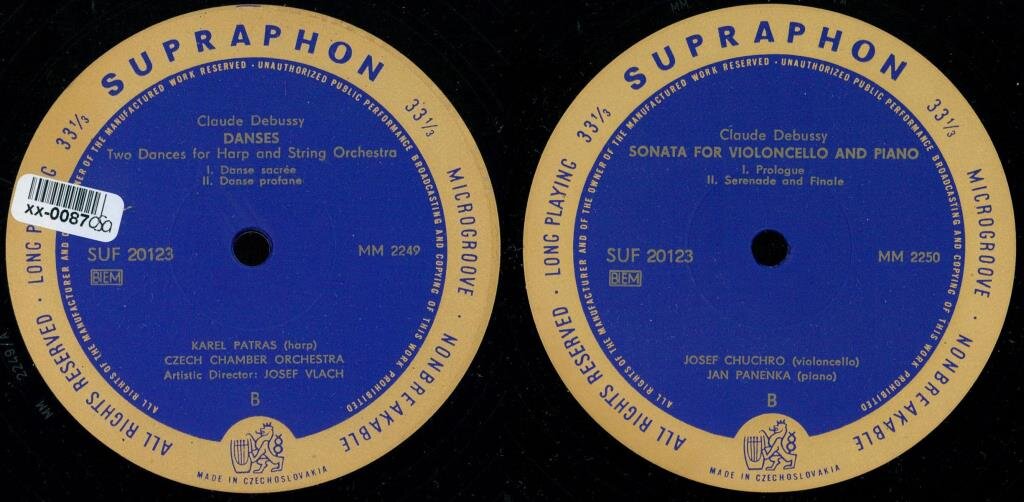 SUPRAPHON
33⅓
33⅓
LONG PLAYING
MICROGROOVE · NONBREAKABLE
ALL RIGHTS RESERVED
ALL RIGHTS OF THE MANUFACTURER AND OF THE OWNER OF THE MANUFACTURED WORK RESERVED · UNAUTHORIZED PUBLIC PERFORMANCE BROADCASTING AND COPYING OF THIS WORK PROHIBITED
Claude Debussy
DANSES
Two Dances for Harp and String Orchestra
I. Danse sacrée
II. Danse profane
xx-0087
SUF 20123
MM 2249
BIEM
KAREL PATRAS (harp)
CZECH CHAMBER ORCHESTRA
Artistic Director: JOSEF VLACH
B
MADE IN CZECHOSLOVAKIA
MM 2249/A
SUPRAPHON
33⅓
33⅓
ALL RIGHTS RESERVED · LONG PLAYING
MICROGROOVE · NONBREAKABLE
ALL RIGHTS OF THE MANUFACTURER AND OF THE OWNER OF THE MANUFACTURED WORK RESERVED · UNAUTHORIZED PUBLIC PERFORMANCE BROADCASTING AND COPYING OF THIS WORK PROHIBITED
Claude Debussy
SONATA FOR VIOLONCELLO AND PIANO
I. Prologue
II. Serenade and Finale
SUF 20123
MM 2250
BIEM
JOSEF CHUCHRO (violoncello)
JAN PANENKA (piano)
B
MADE IN CZECHOSLOVAKIA